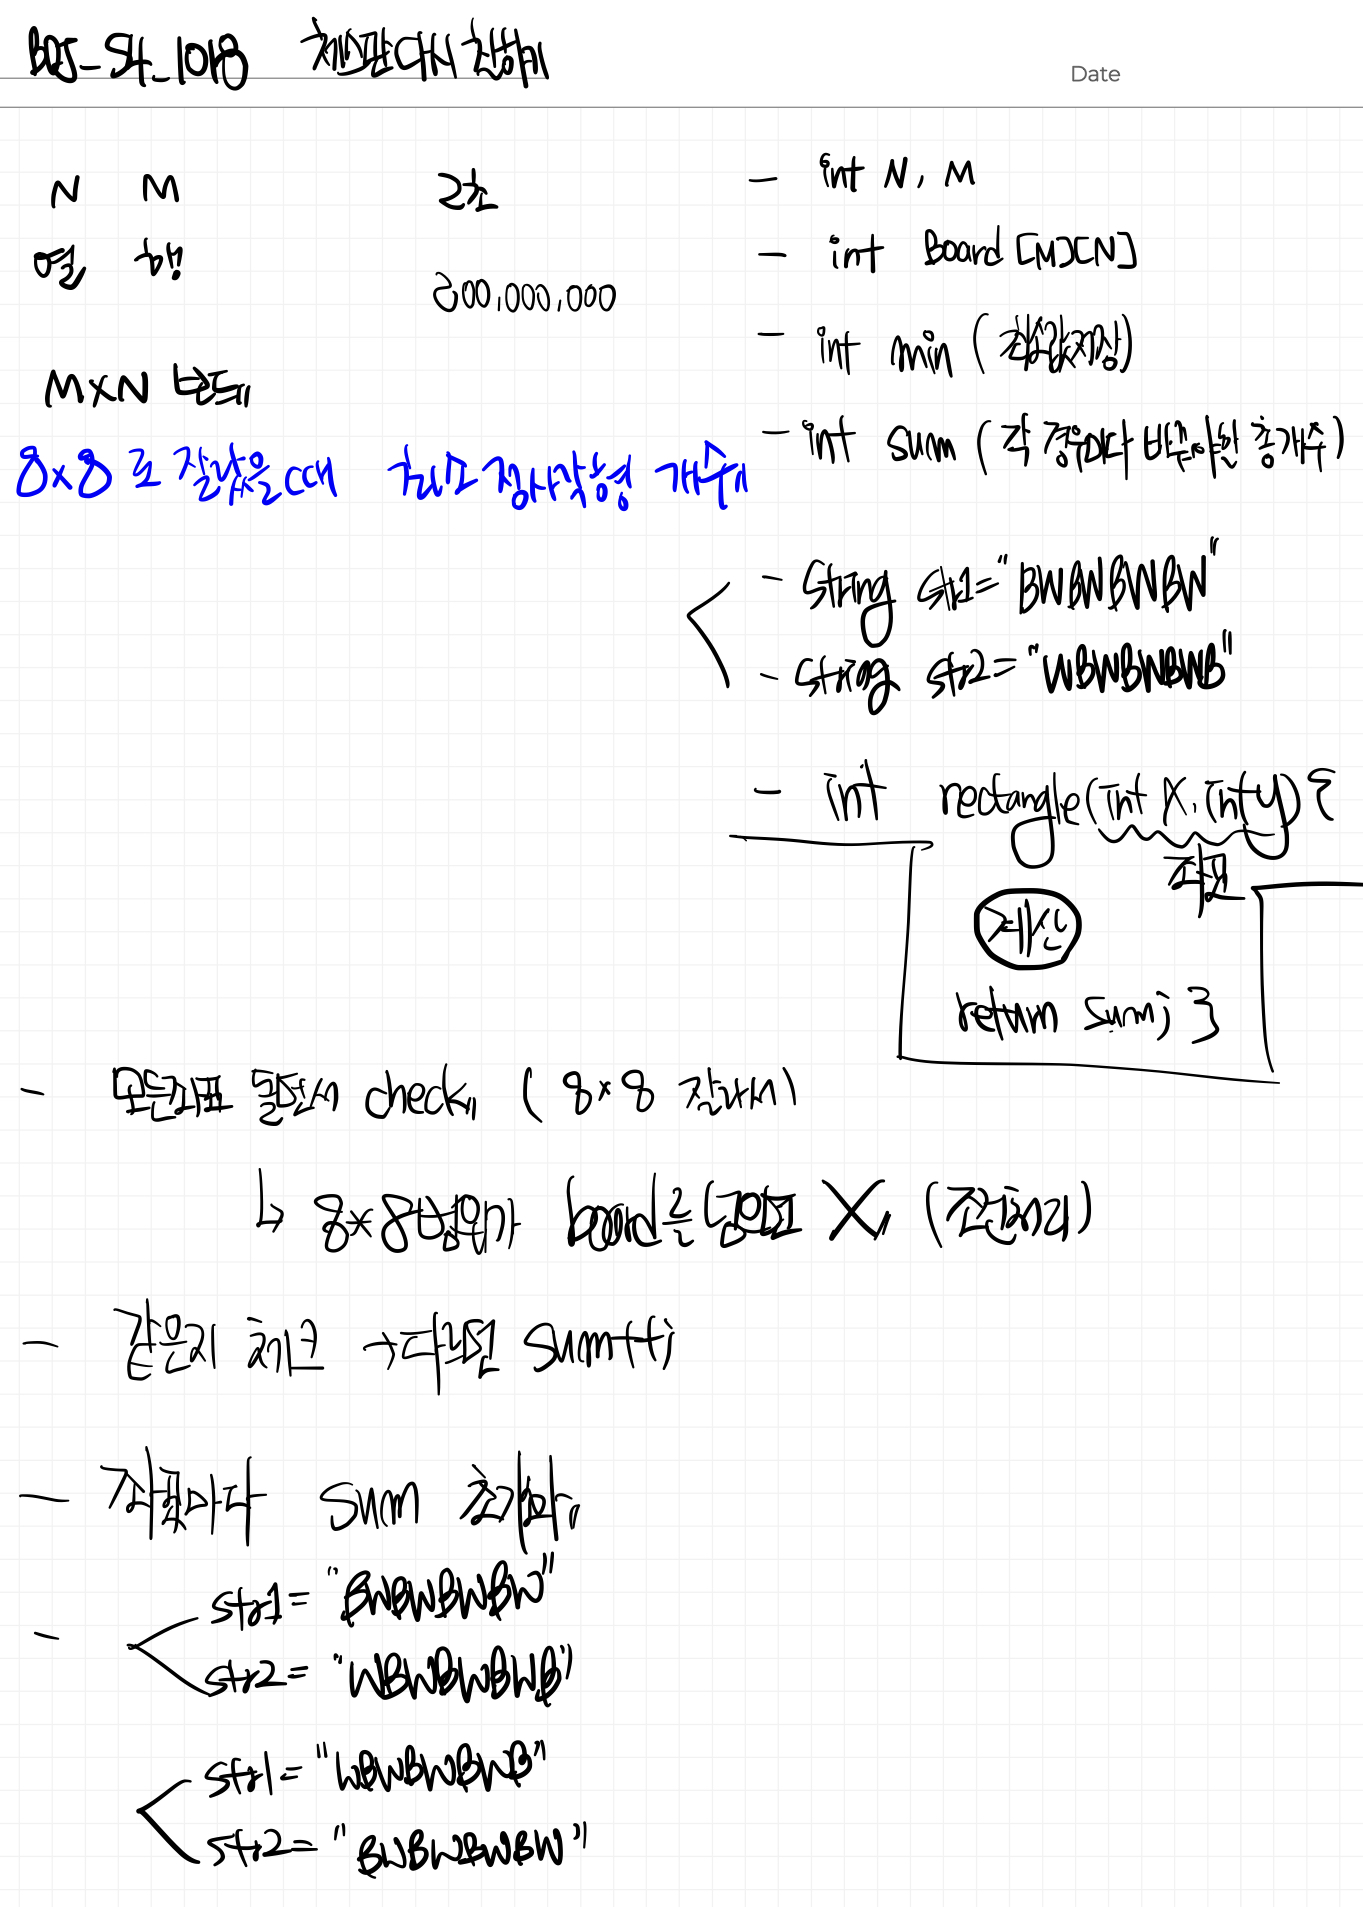 BOJ_S4_1018 체스판 다시 칠하기
Date
N M 2초
열 행
200,000,000
M×N 보드
8×8 로 잘랐을때 최소 정사각형 개수
- int N, M
- int Board [M][N]
- int min (최솟값저장)
- int sum (각 경우마다 바꿔야할 총개수)
- string str1="BWBWBWBW"
- string str2="WBWBWBWB"
- int rectangle(int X, int y) {
좌표
계산
return sum; }
- 모든좌표 돌면서 check (8×8 잘라서)
↳ 8×8범위가 board를 넘으면 X (전처리)
- 같은지 체크 → 다르면 sum++;
- 좌표마다 sum 초기화
- str1= "BWBWBWBW"
str2= "WBWBWBWB"
str1= "WBWBWBWB"
str2= "BWBWBWBW"